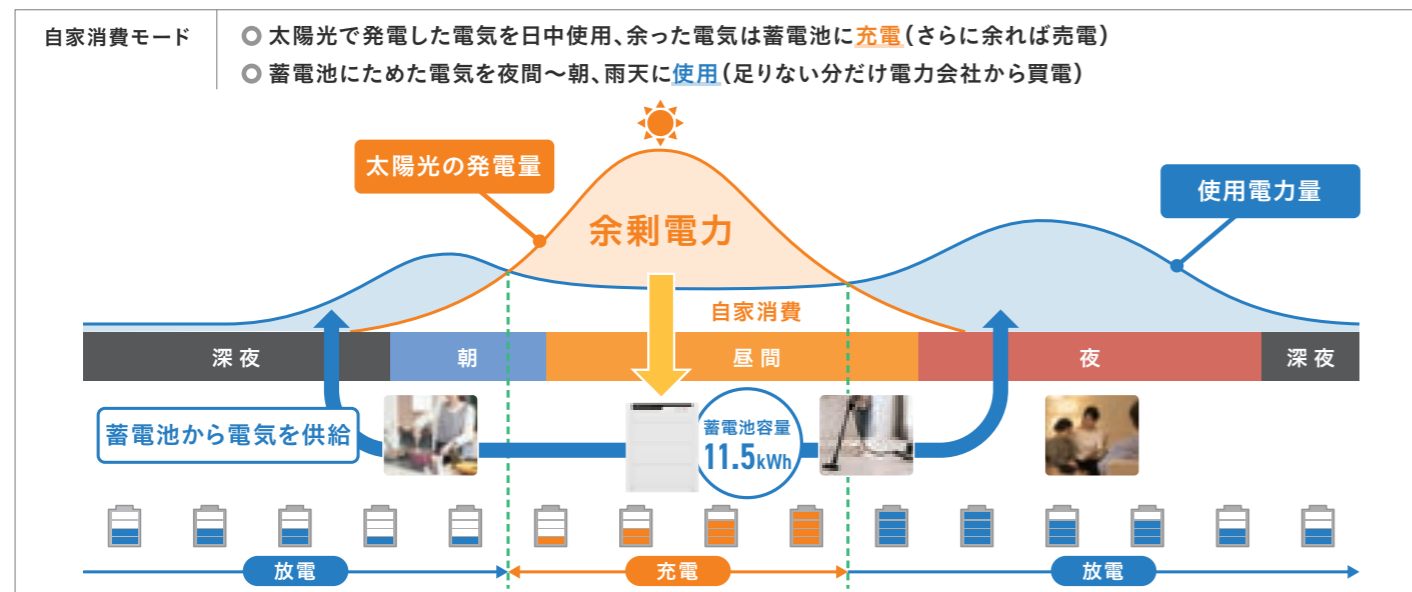 自家消費モード
◎ 太陽光で発電した電気を日中使用、余った電気は蓄電池に充電(さらに余れば売電)
◎ 蓄電池にためた電気を夜間〜朝、雨天に使用(足りない分だけ電力会社から買電)
太陽光の発電量
使用電力量
余剰電力
自家消費
深夜 朝 昼間 夜 深夜
蓄電池から電気を供給
蓄電池容量
11.5kWh
放電 充電 放電